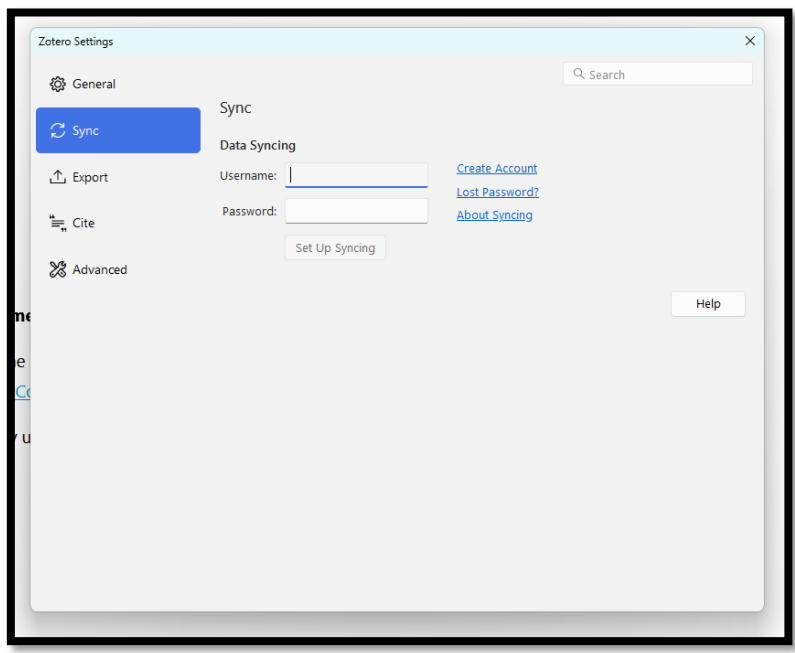 Zotero Settings
Search
General
Sync
Export
Cite
Advanced
Sync
Data Syncing
Username:
Password:
Set Up Syncing
Create Account
Lost Password?
About Syncing
Help